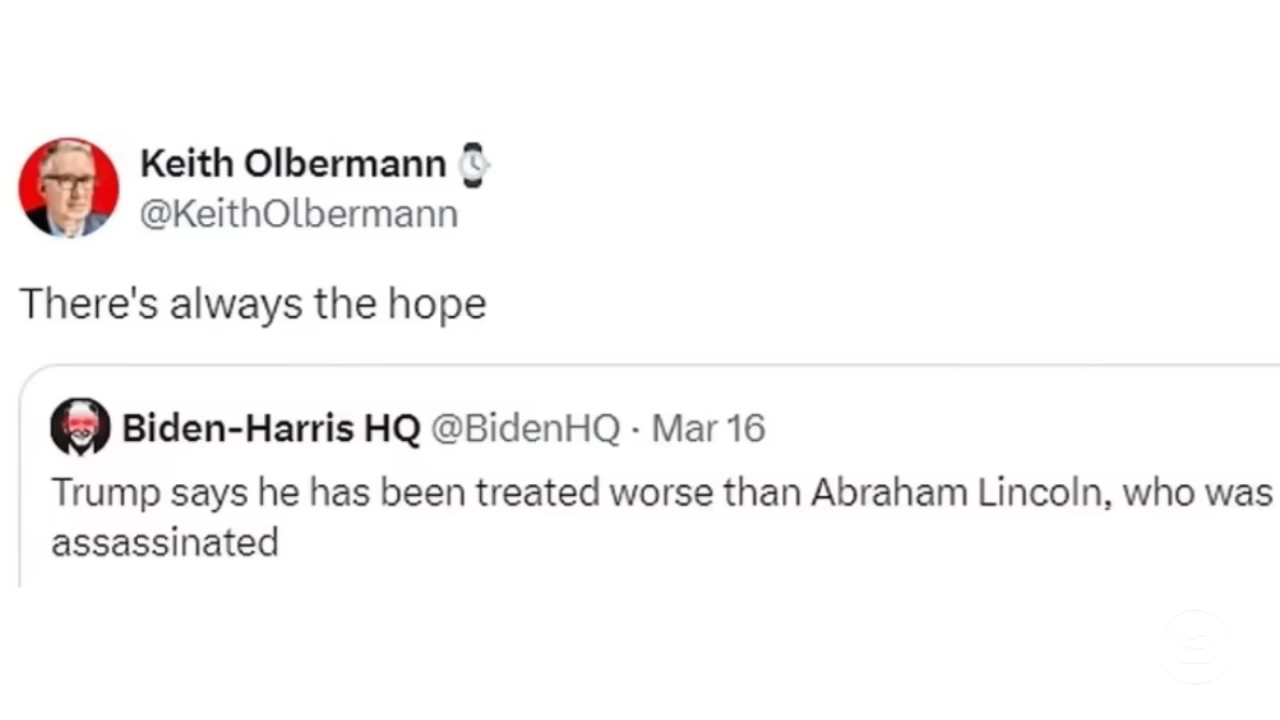 Keith Olbermann ⌚
@KeithOlbermann
There's always the hope
Biden-Harris HQ @BidenHQ · Mar 16
Trump says he has been treated worse than Abraham Lincoln, who was
assassinated